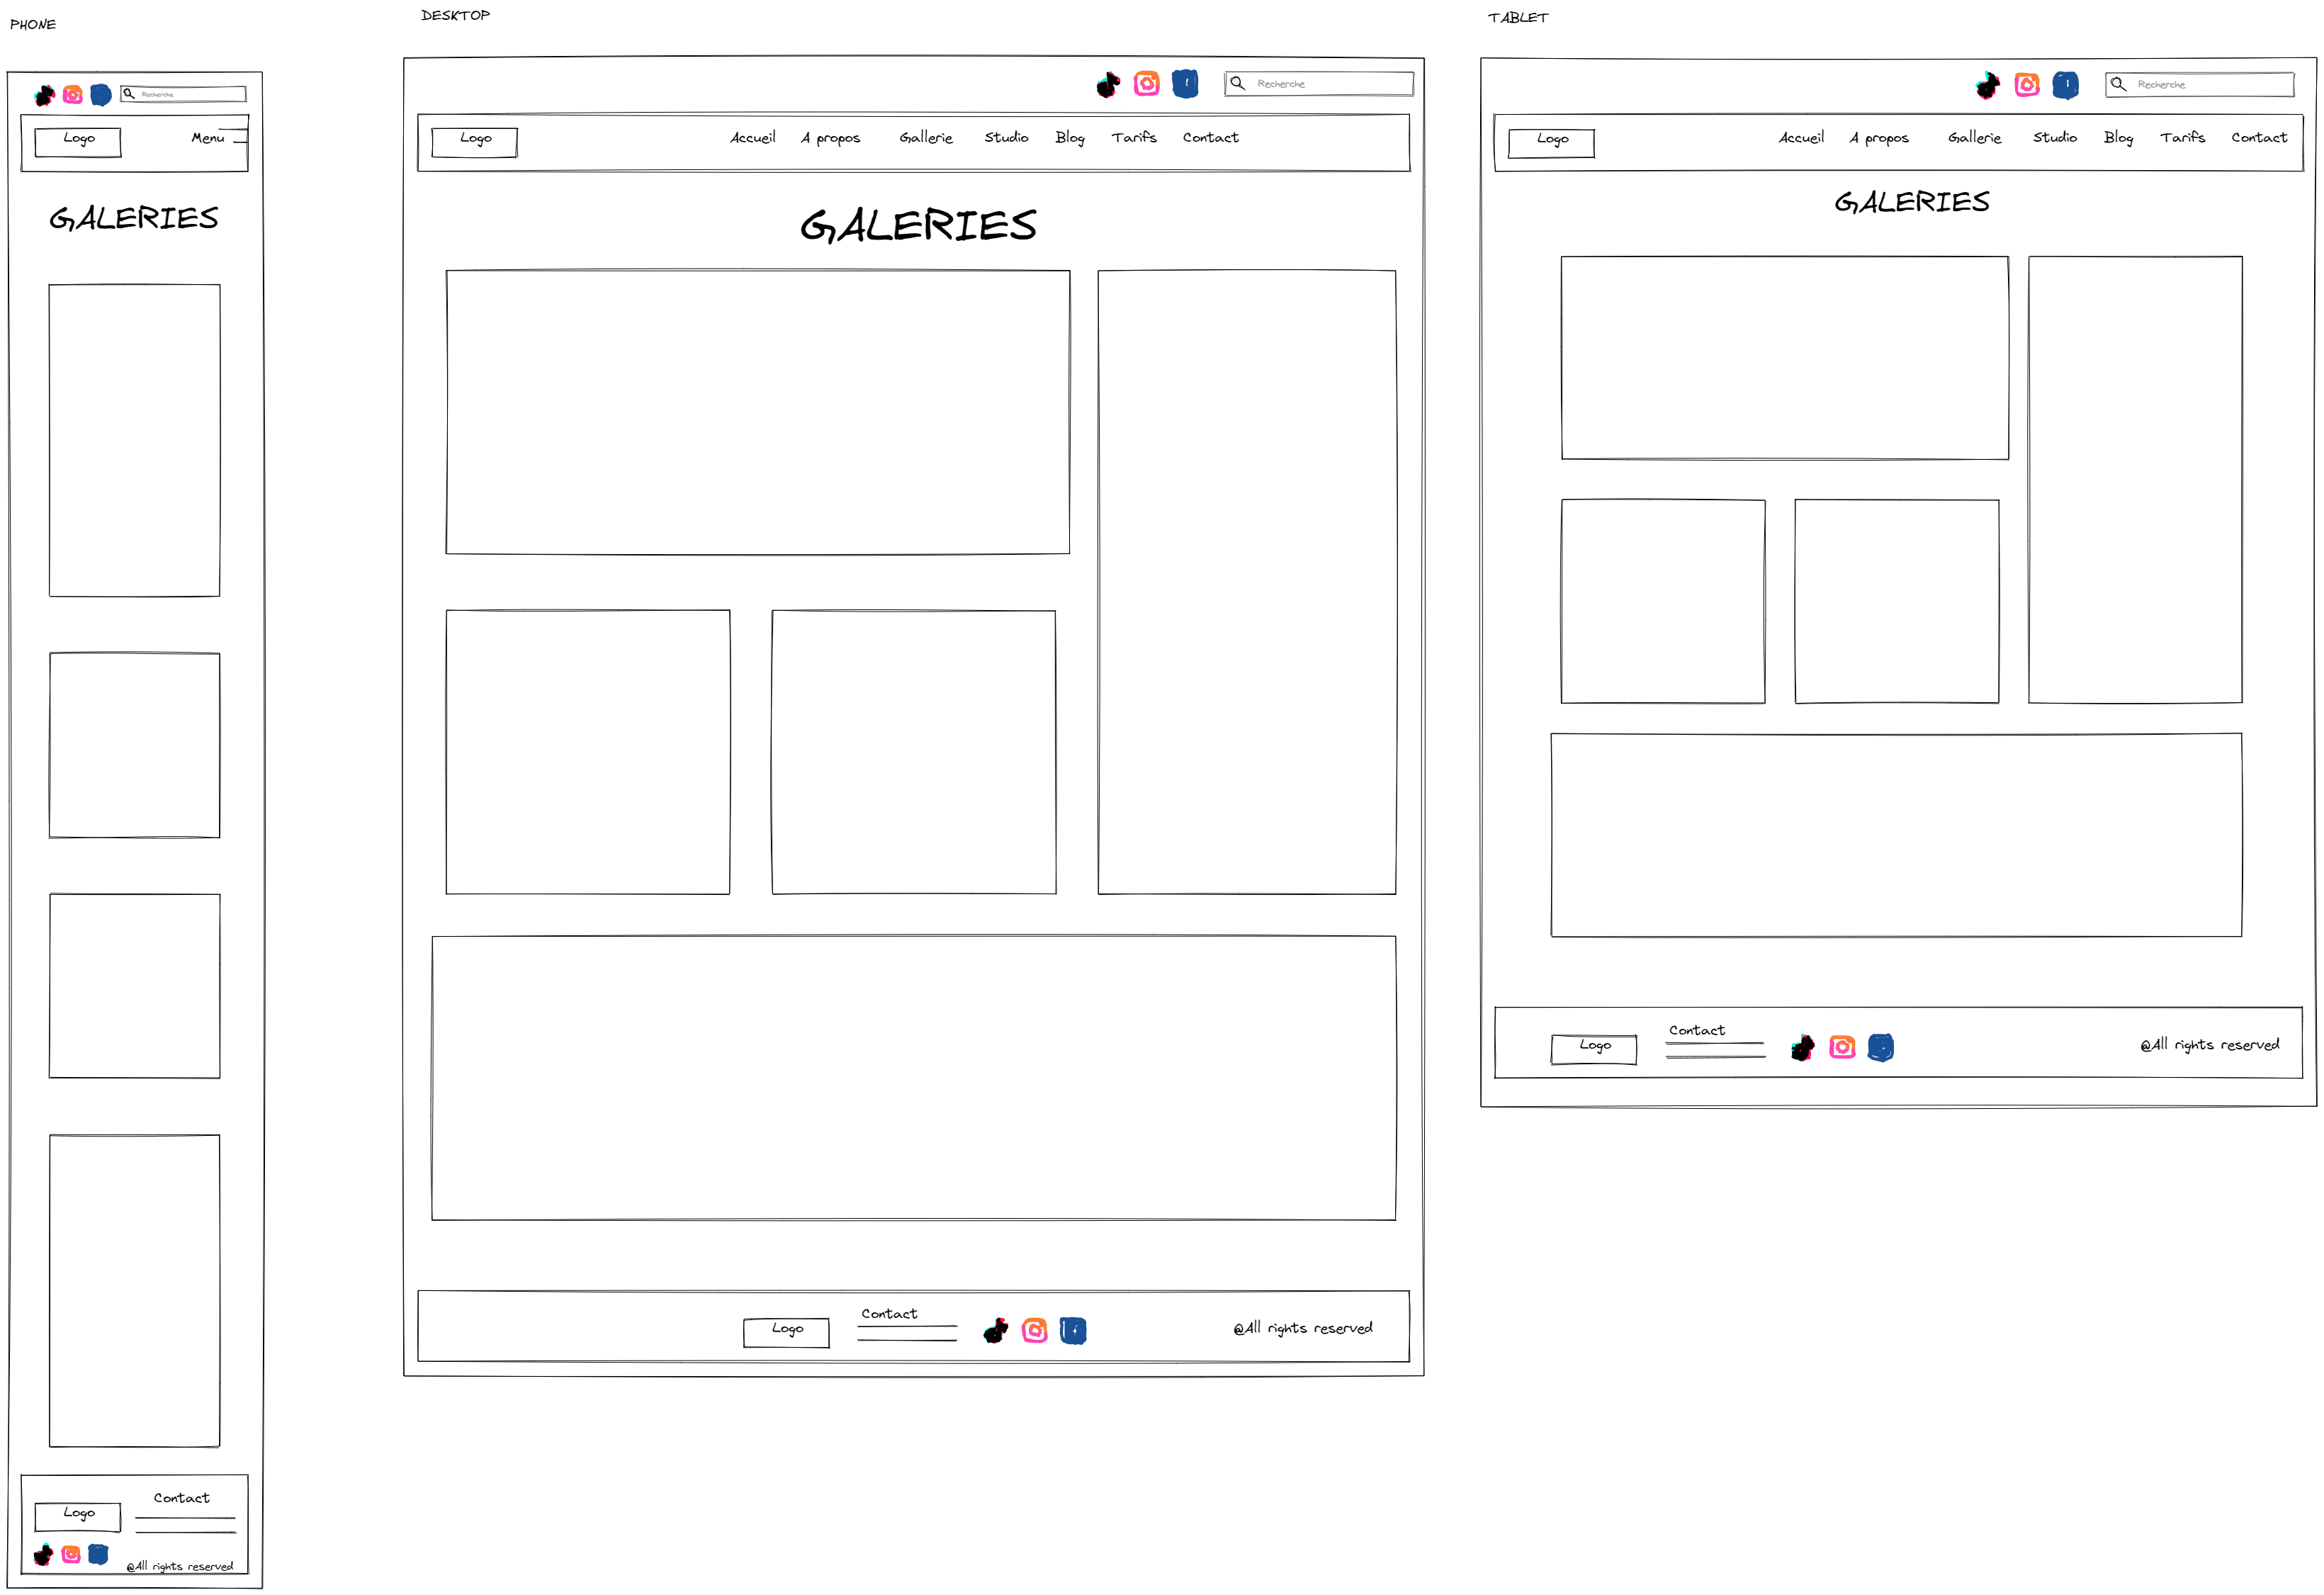 PHONE
Recherche
Logo
Menu
GALERIES
Logo
Contact
@All rights reserved
DESKTOP
Recherche
Logo
Accueil A propos Gallerie Studio Blog Tarifs Contact
GALERIES
Logo
Contact
@All rights reserved
TABLET
Recherche
Logo
Accueil A propos Gallerie Studio Blog Tarifs Contact
GALERIES
Logo
Contact
@All rights reserved